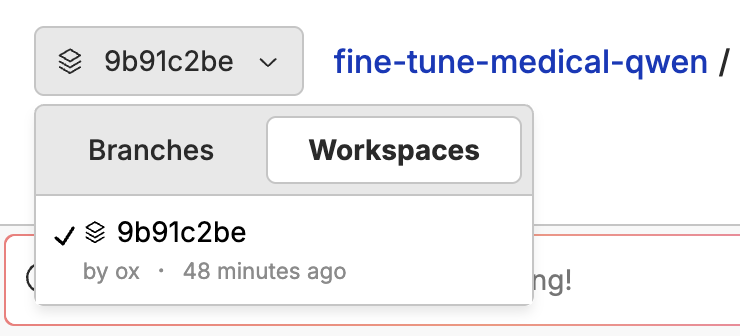 9b91c2be fine-tune-medical-qwen /
Branches Workspaces
9b91c2be
by ox · 48 minutes ago
ng!